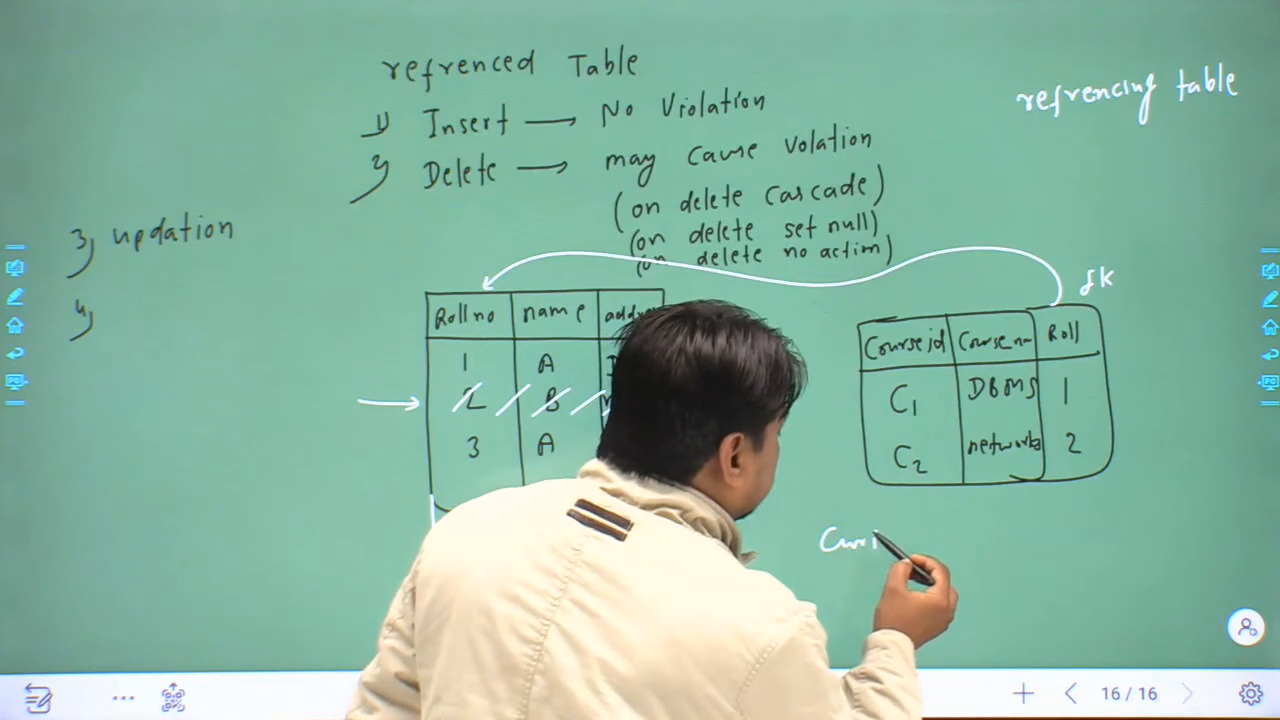 refrenced Table
1) Insert → No Violation
2) Delete → may cause volation
(on delete cascade)
(on delete set null)
(on delete no action)
refrencing table
3) updation
4)
fk
Roll no name
1 A
2 B
3 A
Course id Course na Roll
C1 DBMS 1
C2 networks 2
16/16